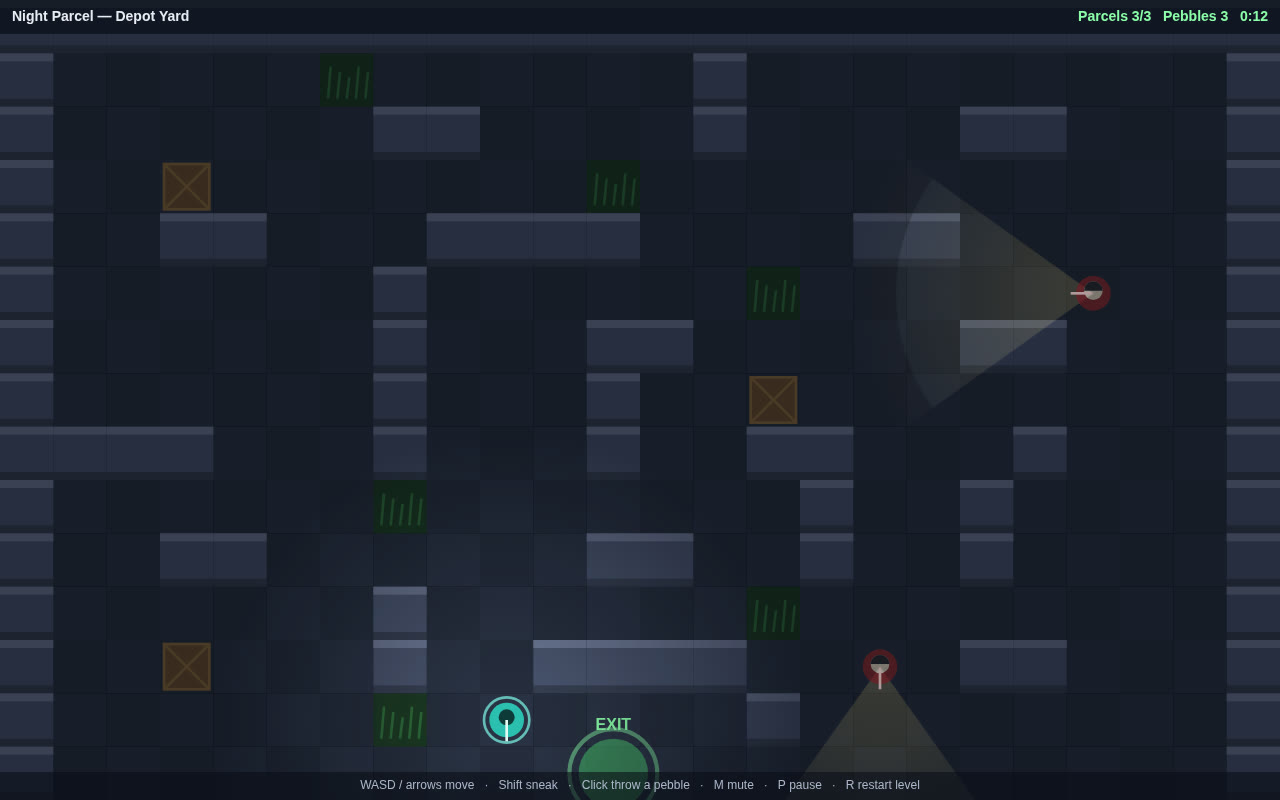 Night Parcel — Depot Yard
Parcels 3/3 Pebbles 3 0:12
EXIT
WASD / arrows move · Shift sneak · Click throw a pebble · M mute · P pause · R restart level